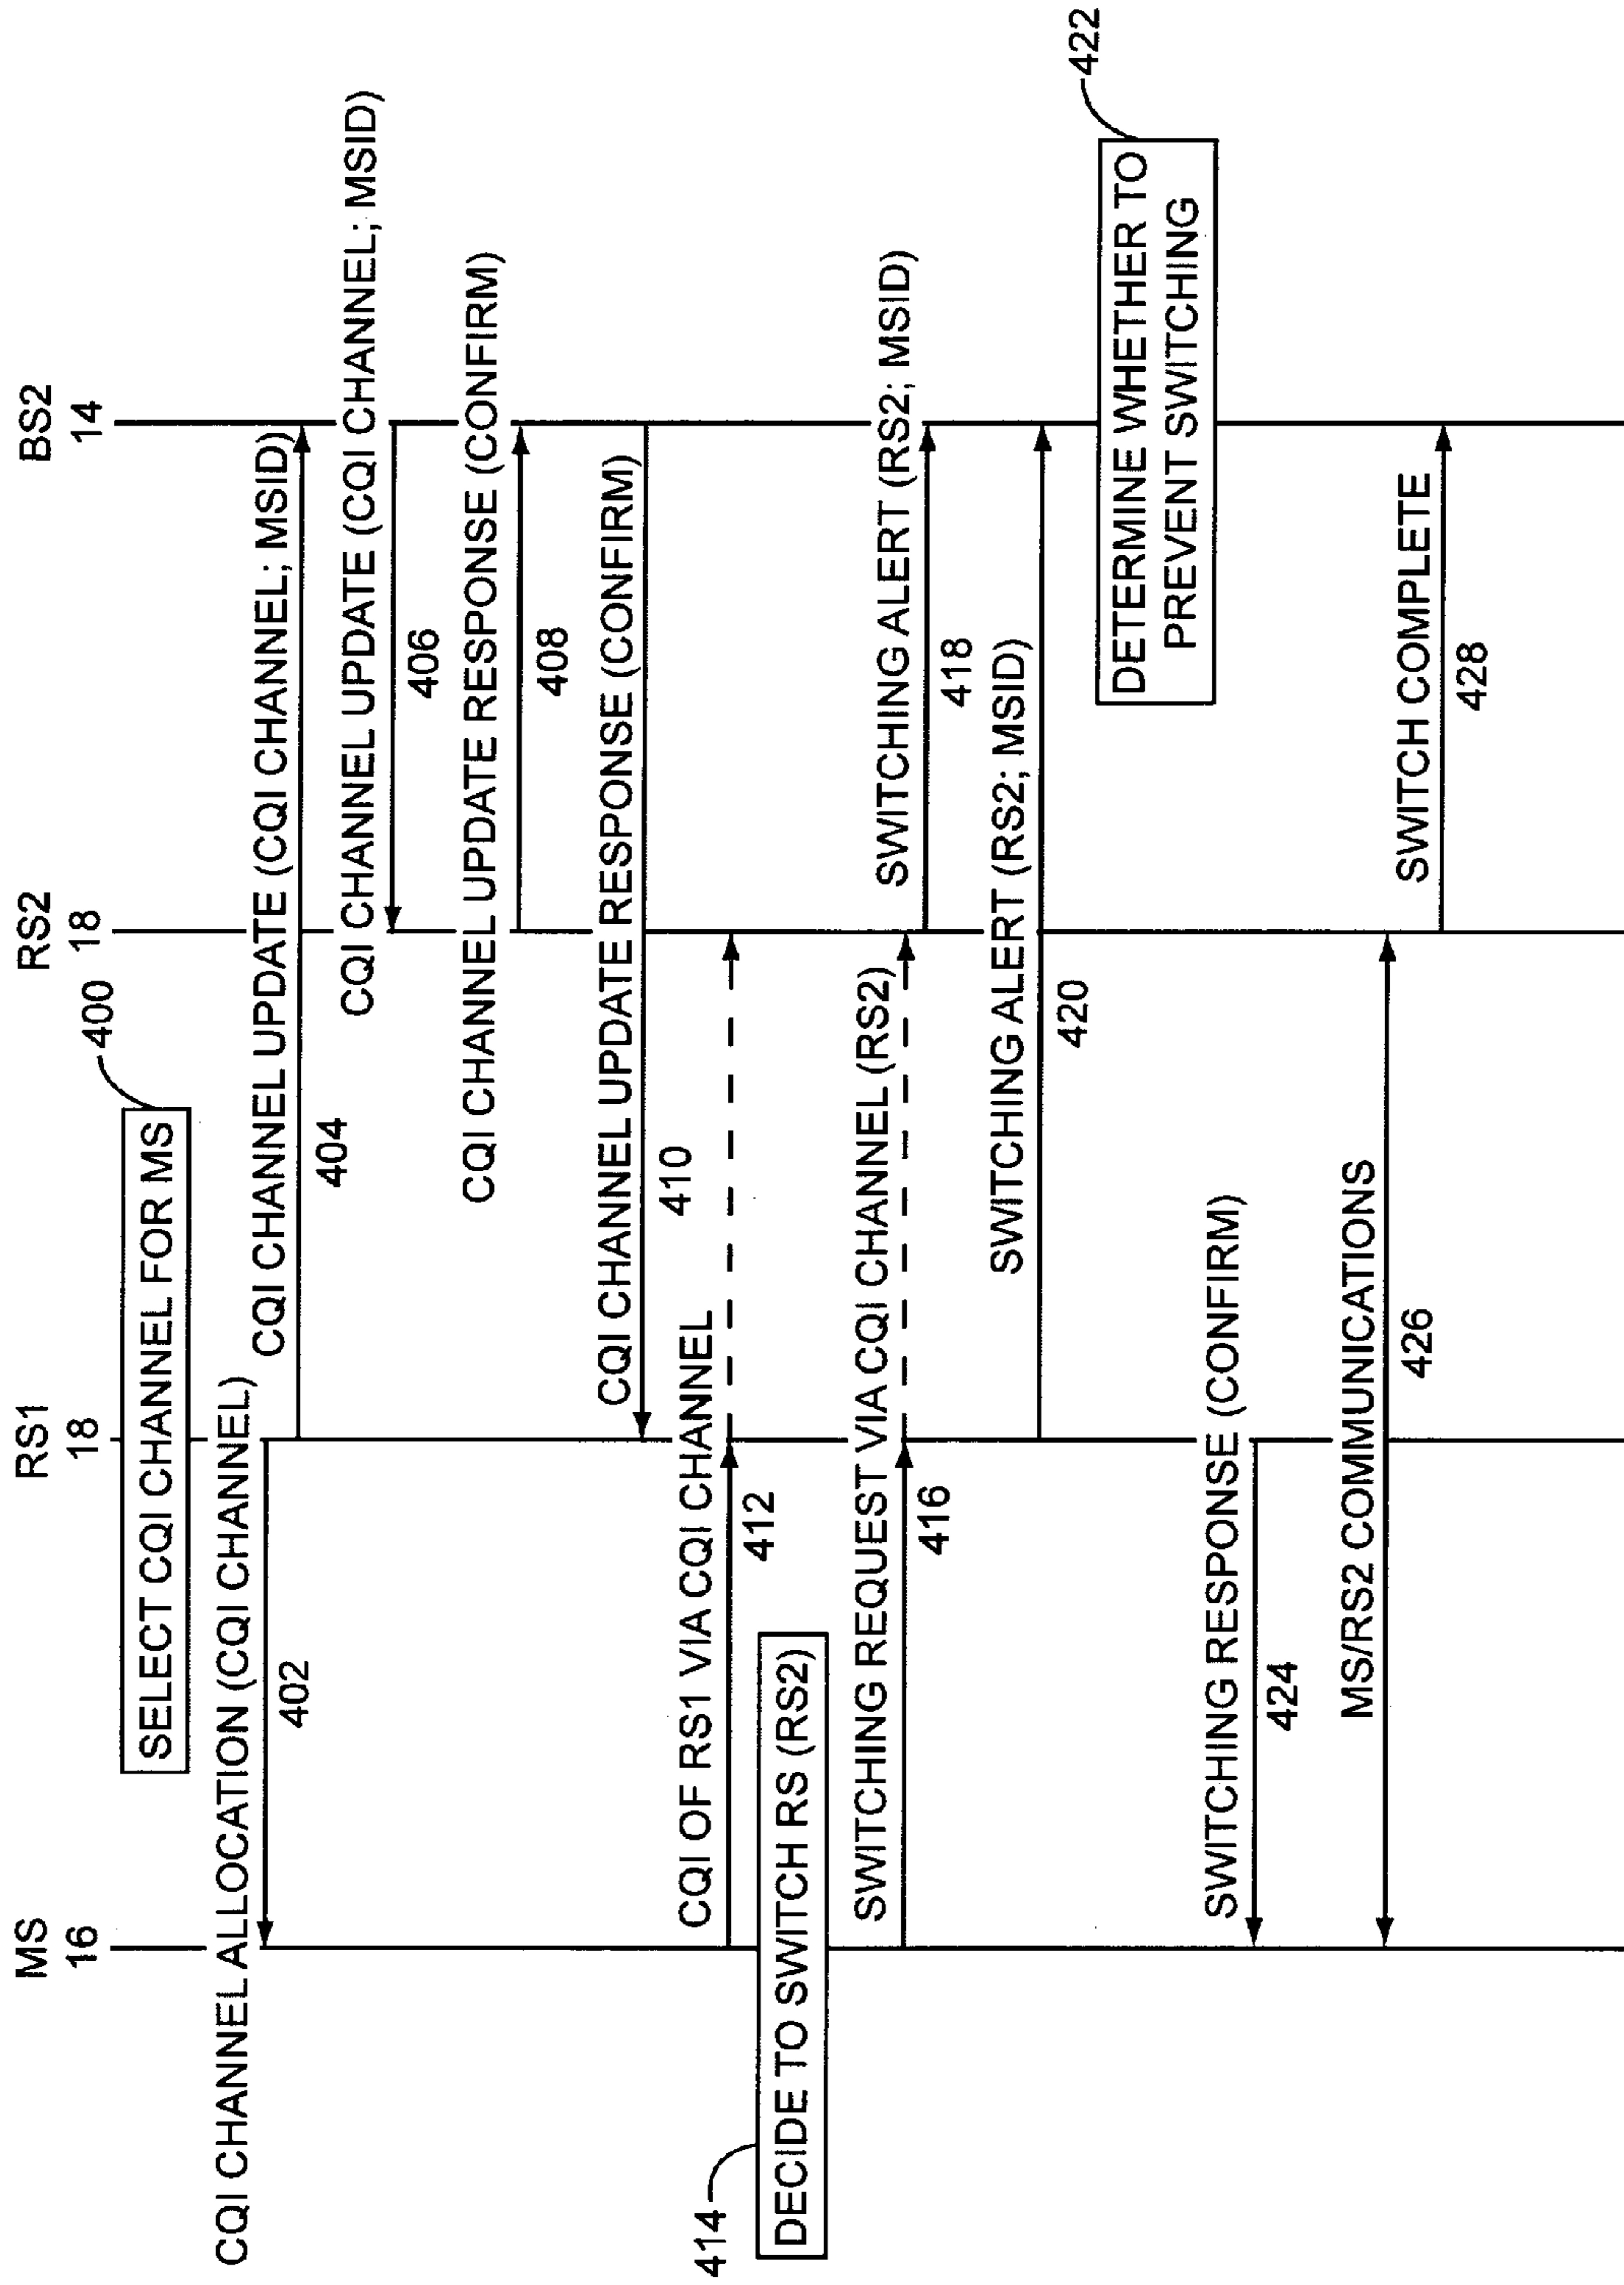 MS
16
RS1
18
RS2
18
BS2
14
SELECT CQI CHANNEL FOR MS
400
CQI CHANNEL ALLOCATION (CQI CHANNEL)
402
CQI CHANNEL UPDATE (CQI CHANNEL; MSID)
404
CQI CHANNEL UPDATE (CQI CHANNEL; MSID)
406
CQI CHANNEL UPDATE RESPONSE (CONFIRM)
408
CQI CHANNEL UPDATE RESPONSE (CONFIRM)
410
CQI OF RS1 VIA CQI CHANNEL
412
414
DECIDE TO SWITCH RS (RS2)
SWITCHING REQUEST VIA CQI CHANNEL (RS2)
416
SWITCHING ALERT (RS2; MSID)
418
SWITCHING ALERT (RS2; MSID)
420
DETERMINE WHETHER TO
PREVENT SWITCHING
422
SWITCHING RESPONSE (CONFIRM)
424
MS/RS2 COMMUNICATIONS
426
SWITCH COMPLETE
428